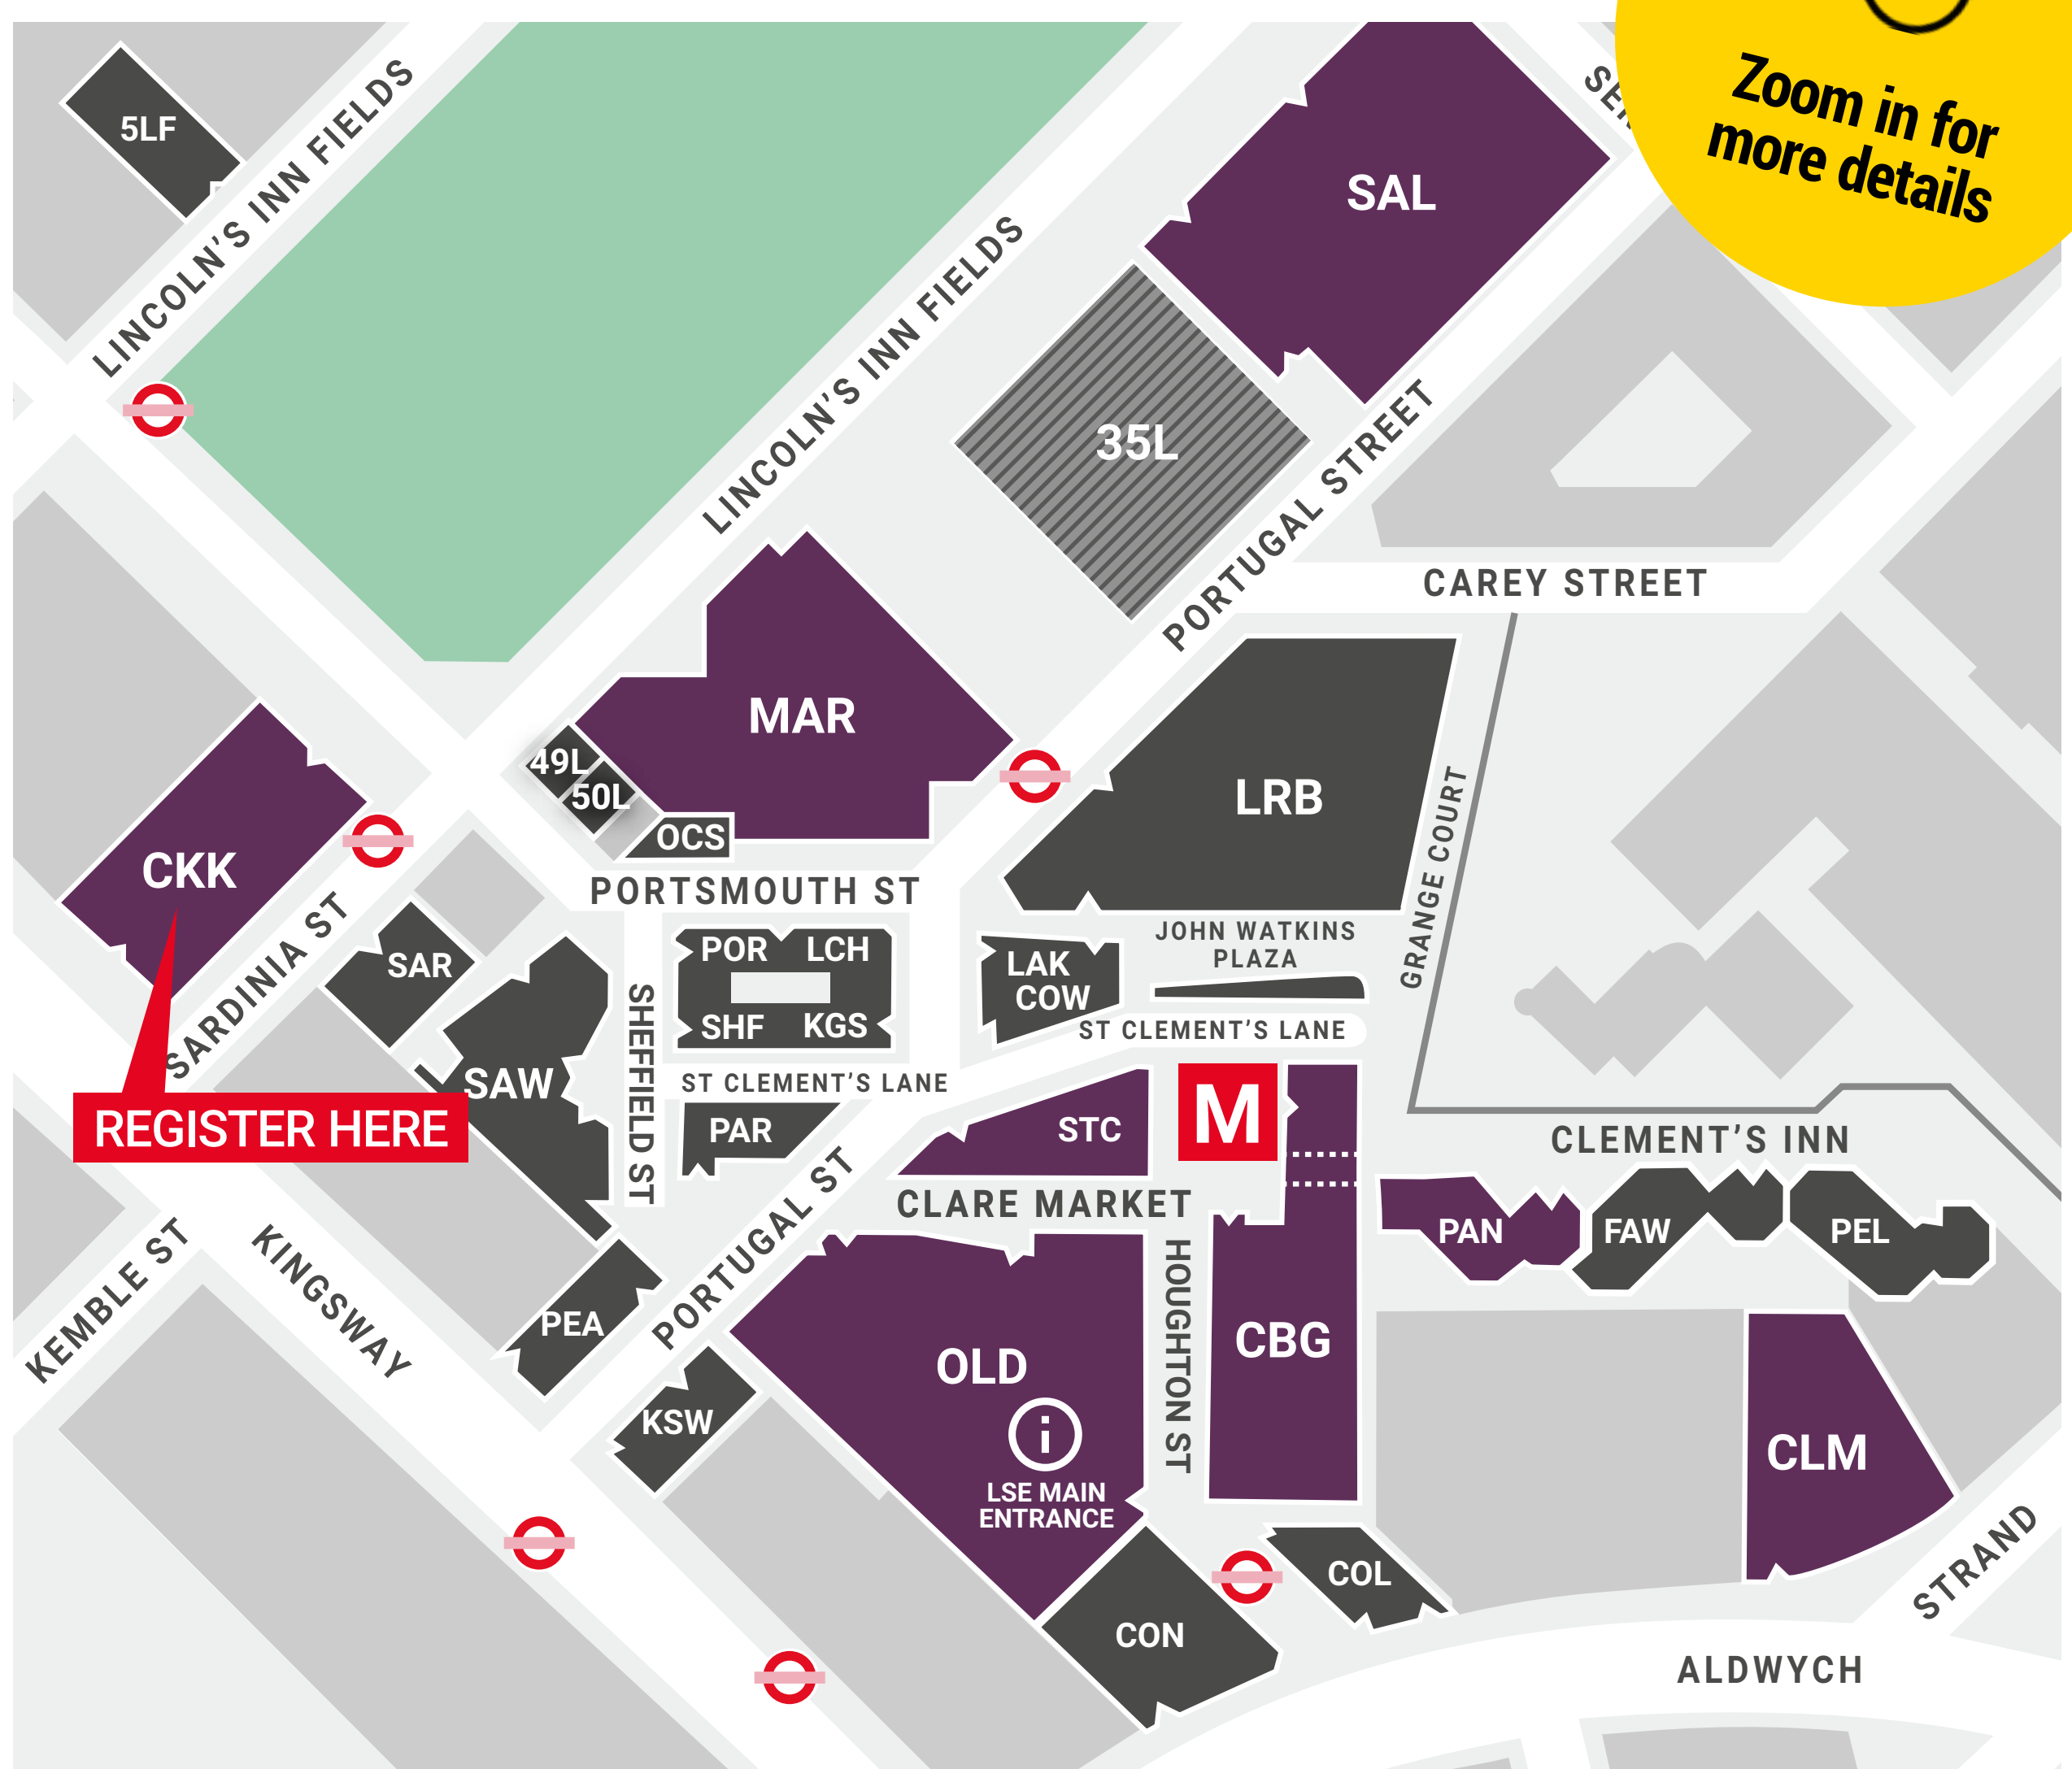 Zoom in for
more details
5LF
LINCOLN'S INN FIELDS
SAL
LINCOLN'S INN FIELDS
35L
PORTUGAL STREET
CAREY STREET
MAR
49L
50L
OCS
LRB
GRANGE COURT
CKK
PORTSMOUTH ST
SARDINIA ST
SAR
POR
LCH
SHF
KGS
LAK
COW
JOHN WATKINS
PLAZA
ST CLEMENT'S LANE
SHEFFIELD ST
SAW
ST CLEMENT'S LANE
REGISTER HERE
PAR
STC
M
CLEMENT'S INN
CLARE MARKET
PAN
FAW
PEL
KEMBLE ST
KINGSWAY
PORTUGAL ST
PEA
KSW
OLD
i
LSE MAIN
ENTRANCE
HOUGHTON ST
CBG
CLM
STRAND
COL
CON
ALDWYCH